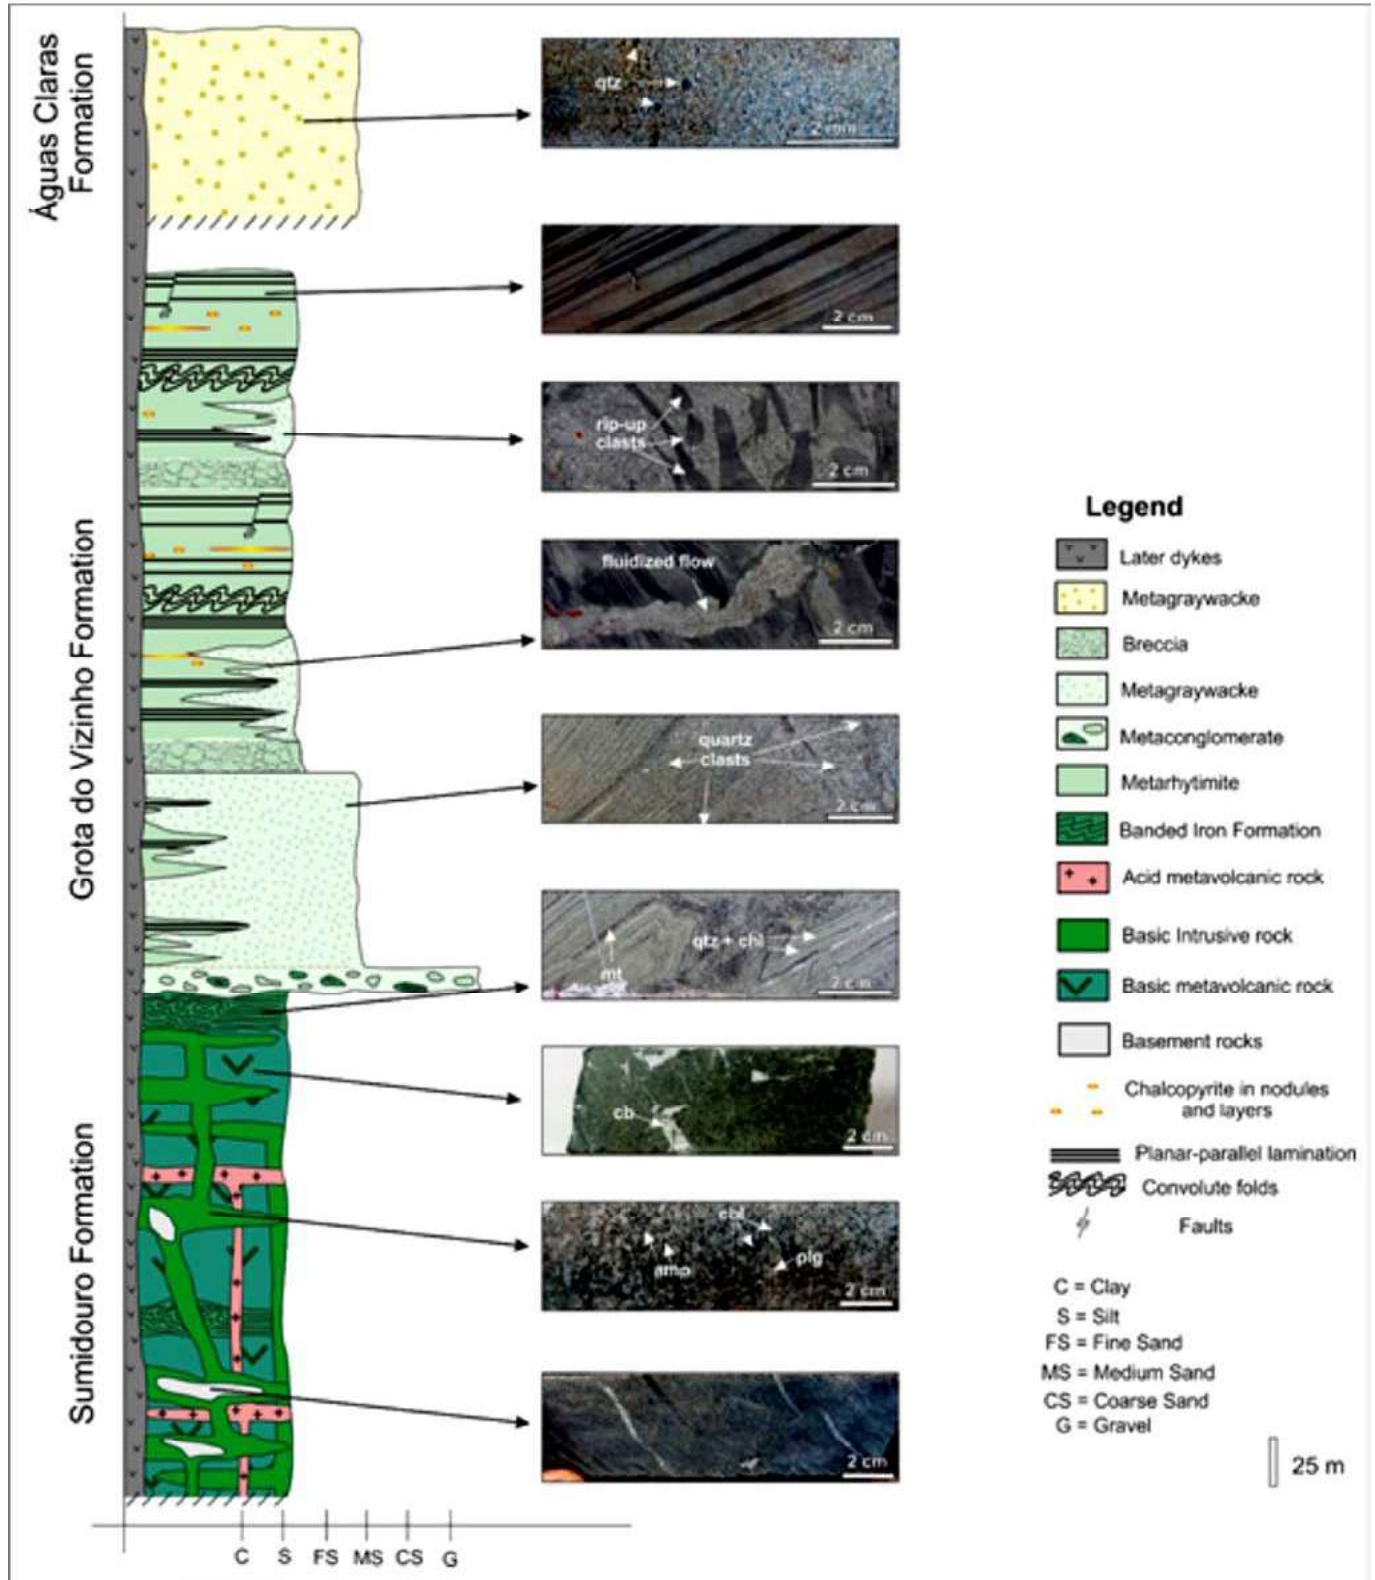 Águas Claras
Formation
Grota do Vizinho Formation
Sumidouro Formation
qtz
2 mm
2 cm
rip-up
clasts
2 cm
fluidized flow
2 cm
quartz
clasts
2 cm
qtz + chl
mt
2 cm
cb
2 cm
cbl
amp
plg
2 cm
2 cm
Legend
Later dykes
Metagraywacke
Breccia
Metagraywacke
Metaconglomerate
Metarhytimite
Banded Iron Formation
Acid metavolcanic rock
Basic Intrusive rock
Basic metavolcanic rock
Basement rocks
Chalcopyrite in nodules
and layers
Planar-parallel lamination
Convolute folds
Faults
C = Clay
S = Silt
FS = Fine Sand
MS = Medium Sand
CS = Coarse Sand
G = Gravel
25 m
C S FS MS CS G